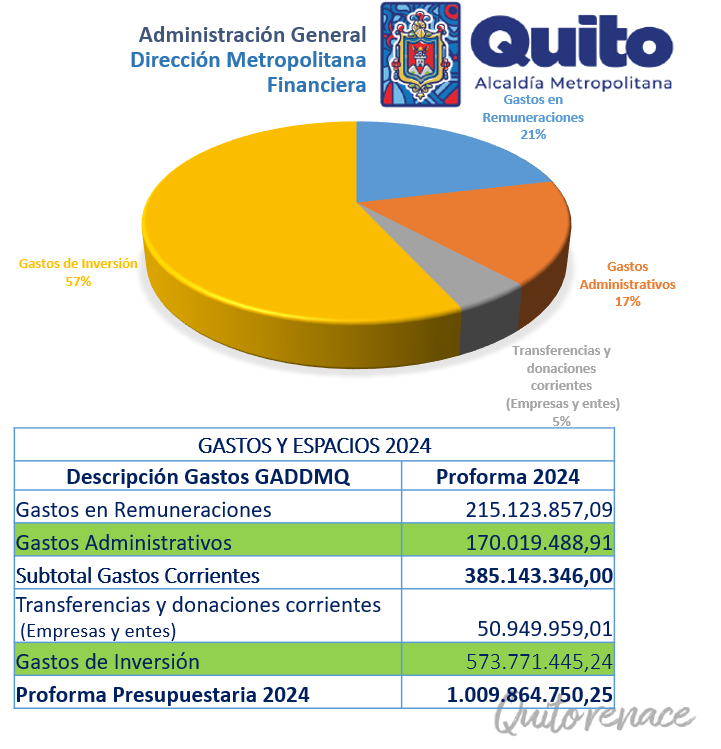 Administración General
Dirección Metropolitana
Financiera
Quito
Alcaldía Metropolitana
Gastos en
Remuneraciones
21%
Gastos de Inversión
57%
Gastos
Administrativos
17%
Transferencias y
donaciones
corrientes
(Empresas y entes)
5%
GASTOS Y ESPACIOS 2024
Descripción Gastos GADDMQ Proforma 2024
Gastos en Remuneraciones 215.123.857,09
Gastos Administrativos 170.019.488,91
Subtotal Gastos Corrientes 385.143.346,00
Transferencias y donaciones corrientes
(Empresas y entes) 50.949.959,01
Gastos de Inversión 573.771.445,24
Proforma Presupuestaria 2024 1.009.864.750,25
Quitorenace